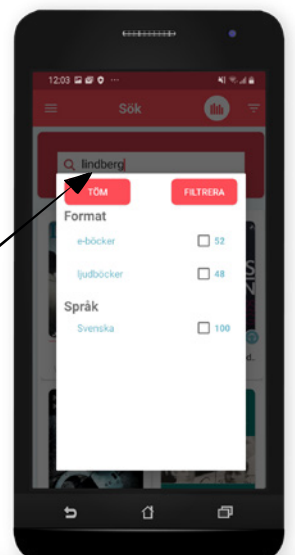 12:03
Sök
lindberg
TÖM FILTRERA
Format
e-böcker 52
ljudböcker 48
Språk
Svenska 100